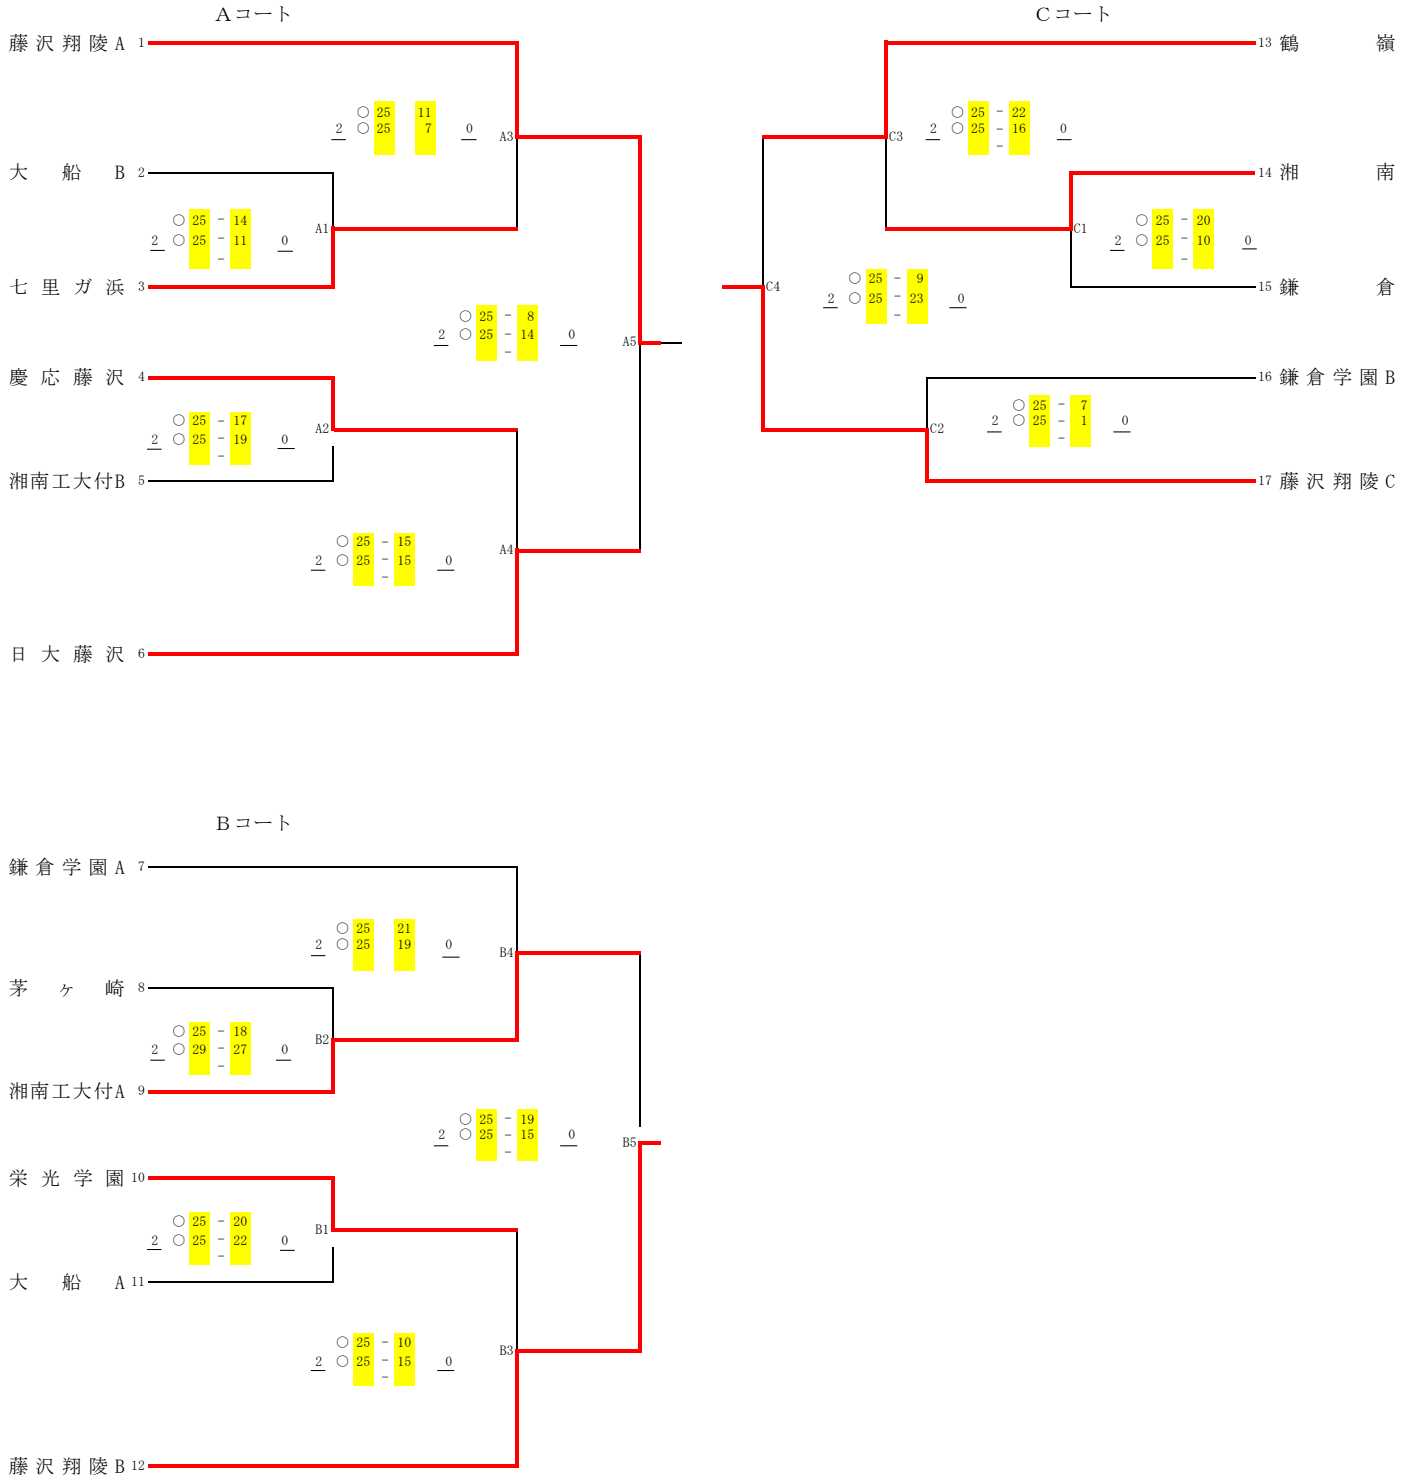 Aコート
藤沢翔陵A 1
○ 25 11
2 ○ 25 7 0
A3
大船B 2
○ 25 - 14
2 ○ 25 - 11 0
-
A1
七里ガ浜 3
○ 25 - 8
2 ○ 25 - 14 0
-
A5
慶応藤沢 4
○ 25 - 17
2 ○ 25 - 19 0
-
A2
湘南工大付B 5
○ 25 - 15
2 ○ 25 - 15 0
-
A4
日大藤沢 6
Cコート
13 鶴嶺
○ 25 - 22
C3 2 ○ 25 - 16 0
-
14 湘南
○ 25 - 20
C1 2 ○ 25 - 10 0
-
15 鎌倉
C4
○ 25 - 9
2 ○ 25 - 23 0
-
16 鎌倉学園B
○ 25 - 7
C2 2 ○ 25 - 1 0
-
17 藤沢翔陵C
Bコート
鎌倉学園A 7
○ 25 21
2 ○ 25 19 0
B4
茅ヶ崎 8
○ 25 - 18
2 ○ 29 - 27 0
-
B2
湘南工大付A 9
○ 25 - 19
2 ○ 25 - 15 0
-
B5
栄光学園 10
○ 25 - 20
2 ○ 25 - 22 0
-
B1
大船A 11
○ 25 - 10
2 ○ 25 - 15 0
-
B3
藤沢翔陵B 12